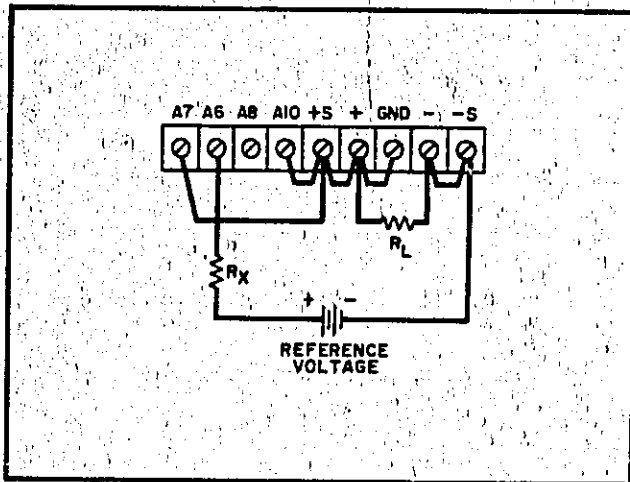 A7 A6 A8 A10 +S + GND - -S
RX
RL
+ -
REFERENCE
VOLTAGE